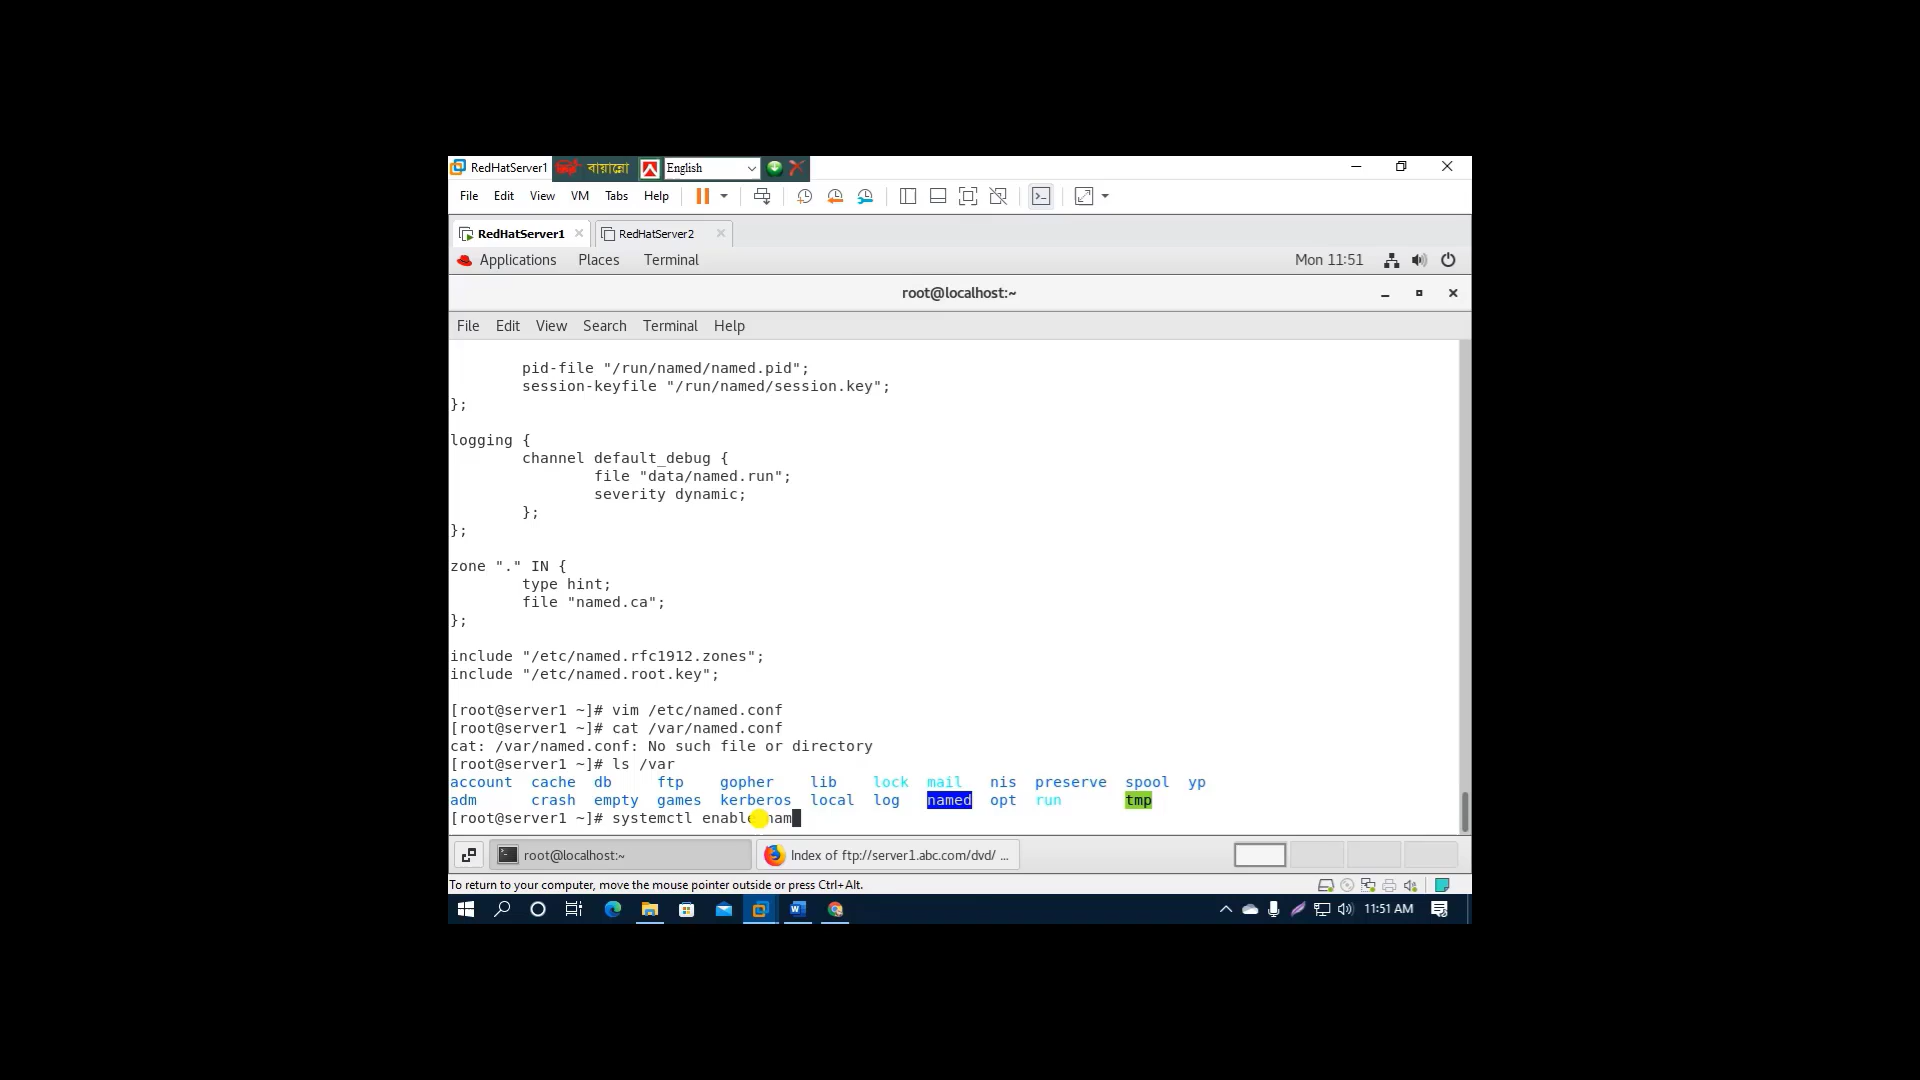 RedHatServer1 বায়ান্নো English
File Edit View VM Tabs Help
RedHatServer1 RedHatServer2
Applications Places Terminal Mon 11:51
root@localhost:~
File Edit View Search Terminal Help
pid-file "/run/named/named.pid";
session-keyfile "/run/named/session.key";
};
logging {
channel default_debug {
file "data/named.run";
severity dynamic;
};
};
zone "." IN {
type hint;
file "named.ca";
};
include "/etc/named.rfc1912.zones";
include "/etc/named.root.key";
[root@server1 ~]# vim /etc/named.conf
[root@server1 ~]# cat /var/named.conf
cat: /var/named.conf: No such file or directory
[root@server1 ~]# ls /var
account cache db ftp gopher lib lock mail nis preserve spool yp
adm crash empty games kerberos local log named opt run tmp
[root@server1 ~]# systemctl enable nam
root@localhost:~ Index of ftp://server1.abc.com/dvd/ ...
To return to your computer, move the mouse pointer outside or press Ctrl+Alt.
11:51 AM